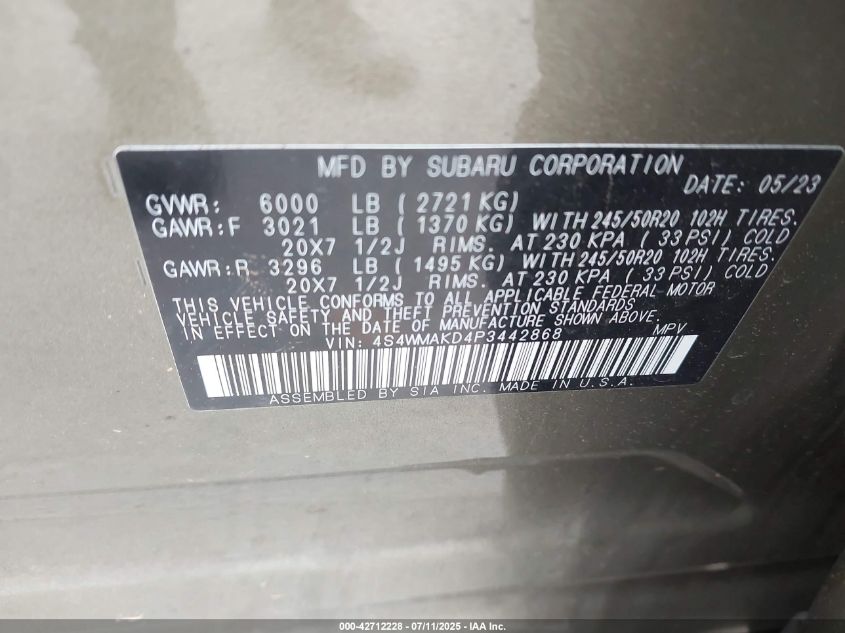 MFD BY SUBARU CORPORATION
DATE: 05/23
GVWR: 6000 LB ( 2721 KG)
GAWR:F 3021 LB ( 1370 KG) WITH 245/50R20 102H TIRES.
20X7 1/2J RIMS. AT 230 KPA ( 33 PSI) COLD
GAWR:R 3296 LB ( 1495 KG) WITH 245/50R20 102H TIRES.
20X7 1/2J RIMS. AT 230 KPA ( 33 PSI) COLD
THIS VEHICLE CONFORMS TO ALL APPLICABLE FEDERAL MOTOR
VEHICLE SAFETY AND THEFT PREVENTION STANDARDS
IN EFFECT ON THE DATE OF MANUFACTURE SHOWN ABOVE.
VIN: 4S4WMAKD4P3442868 MPV
ASSEMBLED BY SIA INC. MADE IN U.S.A.
000-42712228 - 07/11/2025 - IAA Inc.